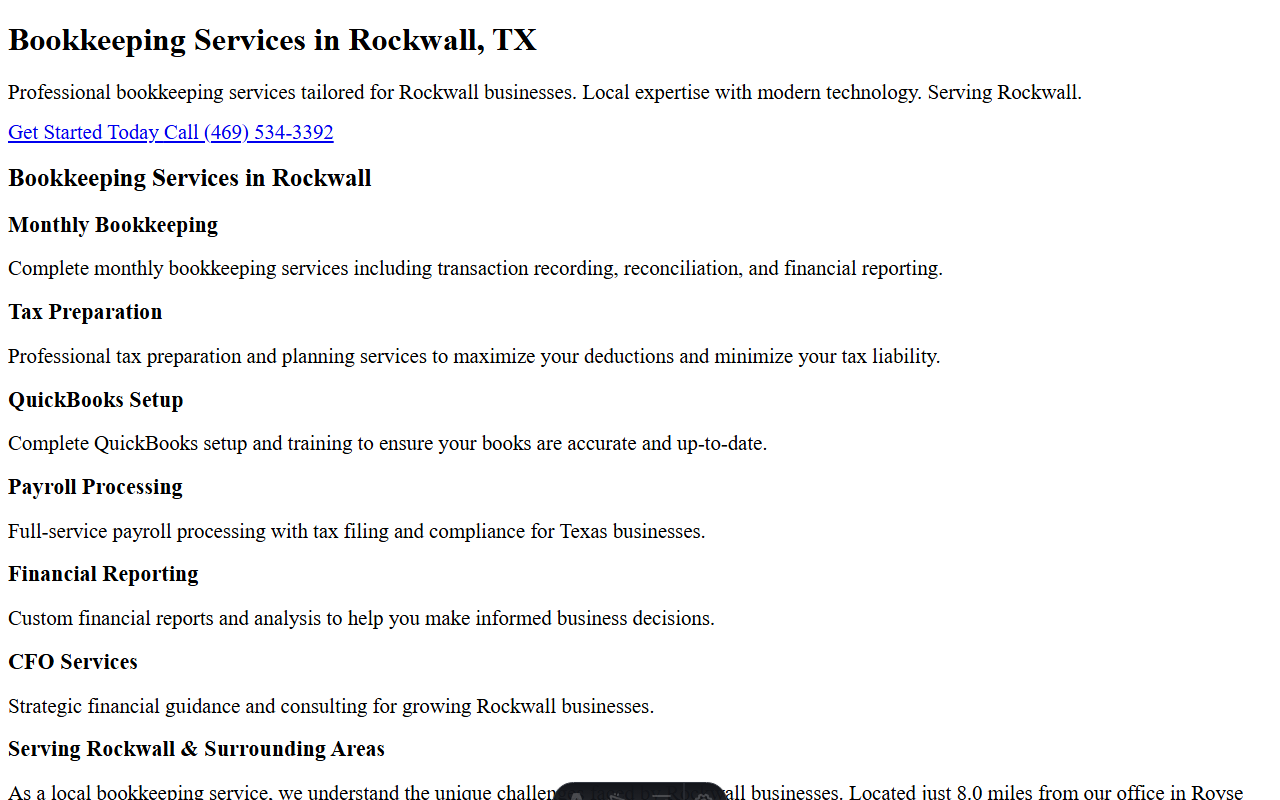 Bookkeeping Services in Rockwall, TX
Professional bookkeeping services tailored for Rockwall businesses. Local expertise with modern technology. Serving Rockwall.
Get Started Today Call (469) 534-3392
Bookkeeping Services in Rockwall
Monthly Bookkeeping
Complete monthly bookkeeping services including transaction recording, reconciliation, and financial reporting.
Tax Preparation
Professional tax preparation and planning services to maximize your deductions and minimize your tax liability.
QuickBooks Setup
Complete QuickBooks setup and training to ensure your books are accurate and up-to-date.
Payroll Processing
Full-service payroll processing with tax filing and compliance for Texas businesses.
Financial Reporting
Custom financial reports and analysis to help you make informed business decisions.
CFO Services
Strategic financial guidance and consulting for growing Rockwall businesses.
Serving Rockwall & Surrounding Areas
As a local bookkeeping service, we understand the unique businesses. Located just 8.0 miles from our office in Royse